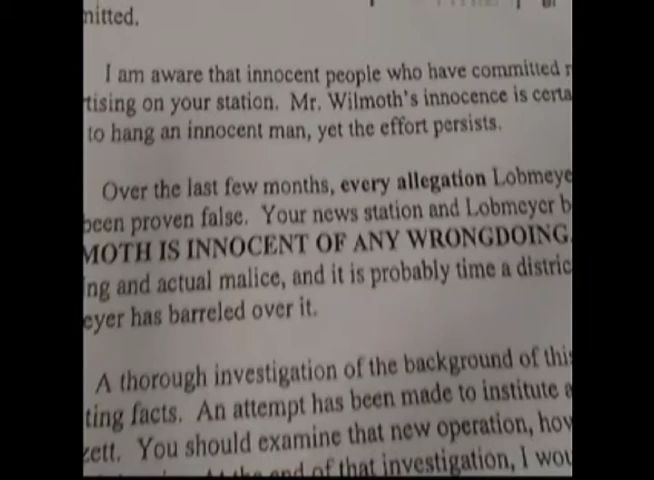 mitted.
I am aware that innocent people who have committed
tising on your station. Mr. Wilmoth's innocence is certa
to hang an innocent man, yet the effort persists.
Over the last few months, every allegation Lobmeye
been proven false. Your news station and Lobmeyer b
MOTH IS INNOCENT OF ANY WRONGDOING.
ng and actual malice, and it is probably time a distric
eyer has barreled over it.
A thorough investigation of the background of this
ting facts. An attempt has been made to institute a
zett. You should examine that new operation, how
end of that investigation, I wou